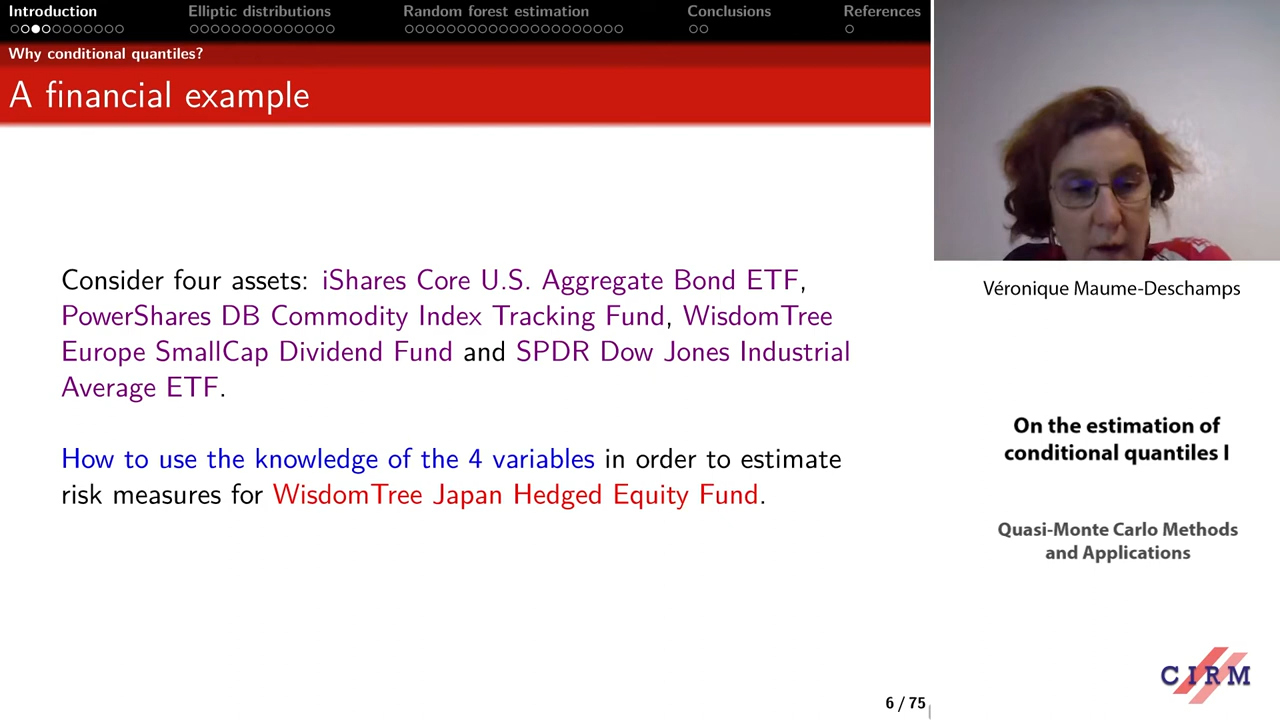 Introduction
Elliptic distributions
Random forest estimation
Conclusions
References
Why conditional quantiles?
A financial example
Consider four assets: iShares Core U.S. Aggregate Bond ETF,
PowerShares DB Commodity Index Tracking Fund, WisdomTree
Europe SmallCap Dividend Fund and SPDR Dow Jones Industrial
Average ETF.
How to use the knowledge of the 4 variables in order to estimate
risk measures for WisdomTree Japan Hedged Equity Fund.
6 / 75
Véronique Maume-Deschamps
On the estimation of
conditional quantiles I
Quasi-Monte Carlo Methods
and Applications
CIRM